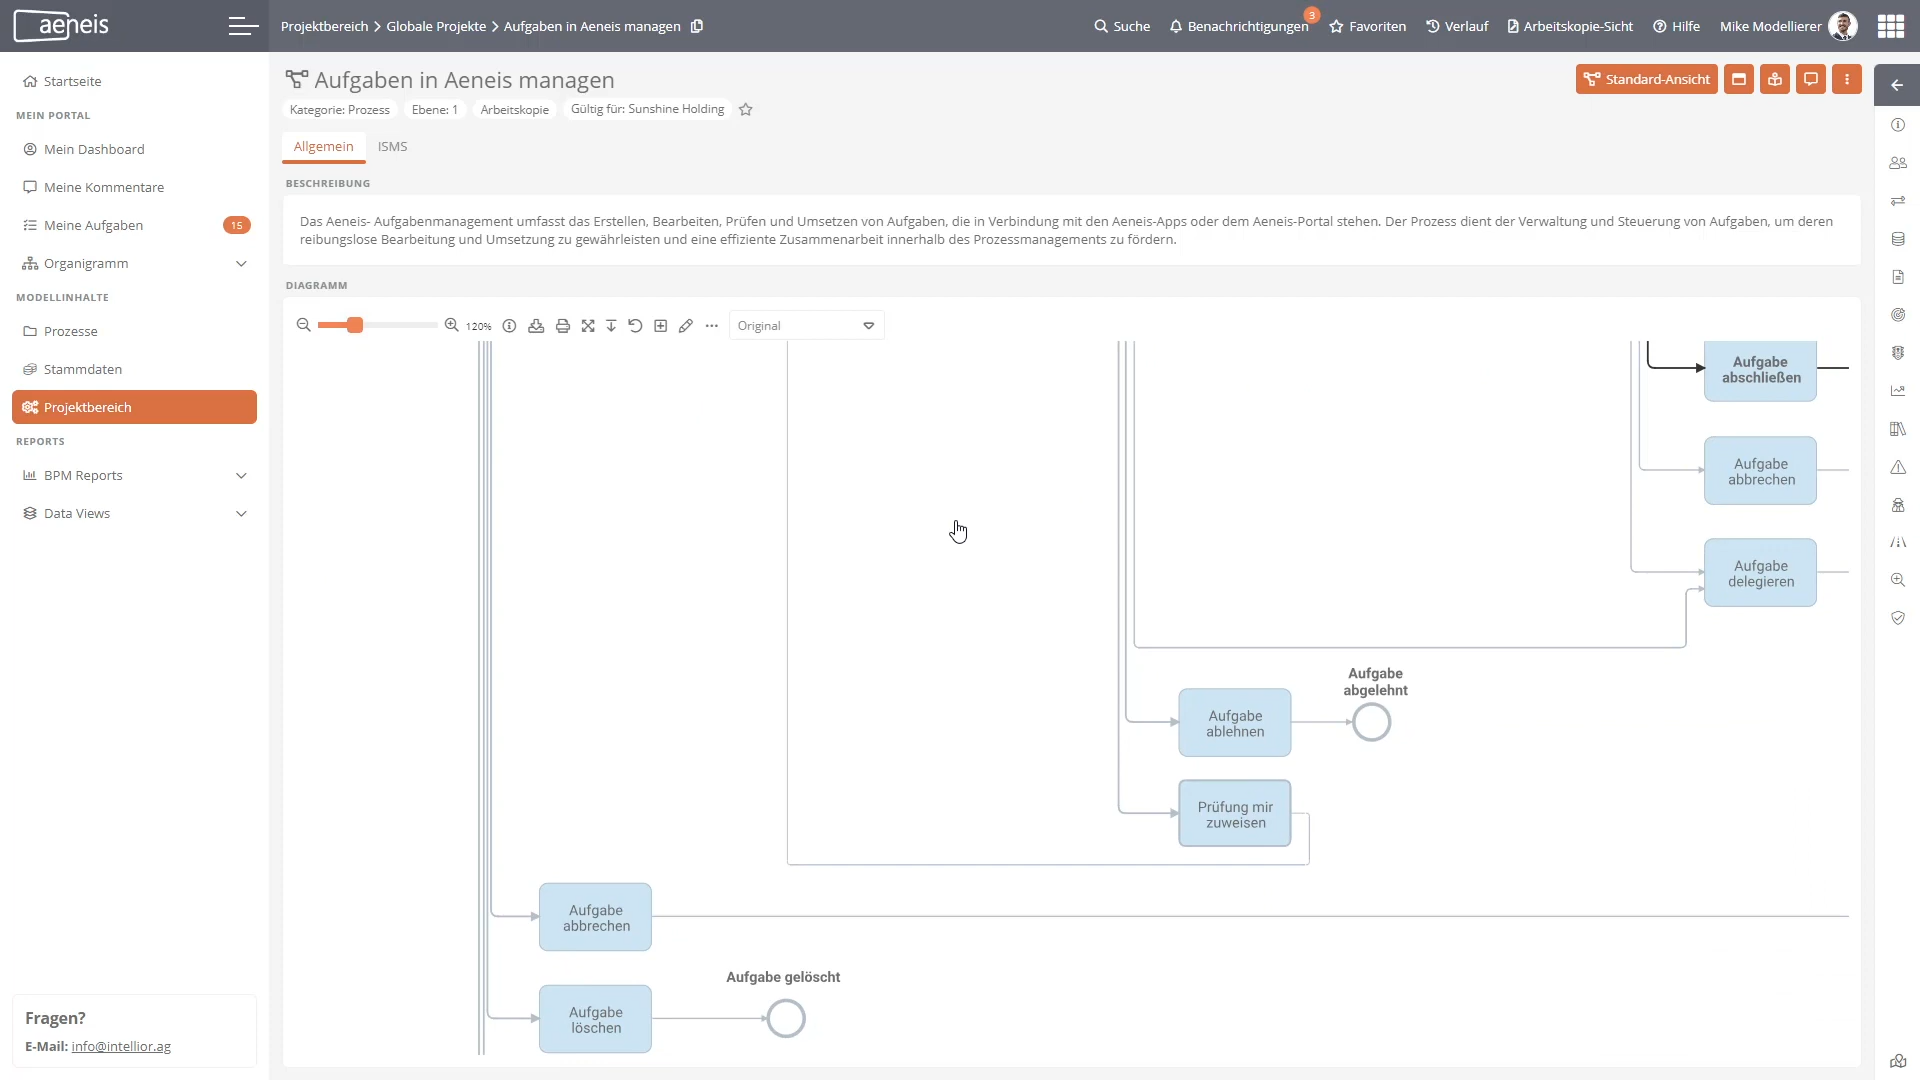 aeneis
Projektbereich > Globale Projekte > Aufgaben in Aeneis managen
Suche
Benachrichtigungen
3
Favoriten
Verlauf
Arbeitskopie-Sicht
Hilfe
Mike Modellierer
Startseite
MEIN PORTAL
Mein Dashboard
Meine Kommentare
Meine Aufgaben
15
Organigramm
MODELLINHALTE
Prozesse
Stammdaten
Projektbereich
REPORTS
BPM Reports
Data Views
Fragen?
E-Mail: info@intellior.ag
Aufgaben in Aeneis managen
Standard-Ansicht
Kategorie: Prozess
Ebene: 1
Arbeitskopie
Gültig für: Sunshine Holding
Allgemein
ISMS
BESCHREIBUNG
Das Aeneis- Aufgabenmanagement umfasst das Erstellen, Bearbeiten, Prüfen und Umsetzen von Aufgaben, die in Verbindung mit den Aeneis-Apps oder dem Aeneis-Portal stehen. Der Prozess dient der Verwaltung und Steuerung von Aufgaben, um deren
reibungslose Bearbeitung und Umsetzung zu gewährleisten und eine effiziente Zusammenarbeit innerhalb des Prozessmanagements zu fördern.
DIAGRAMM
120%
Original
Aufgabe
abschließen
Aufgabe
abbrechen
Aufgabe
delegieren
Aufgabe
abgelehnt
Aufgabe
ablehnen
Prüfung mir
zuweisen
Aufgabe
abbrechen
Aufgabe gelöscht
Aufgabe
löschen